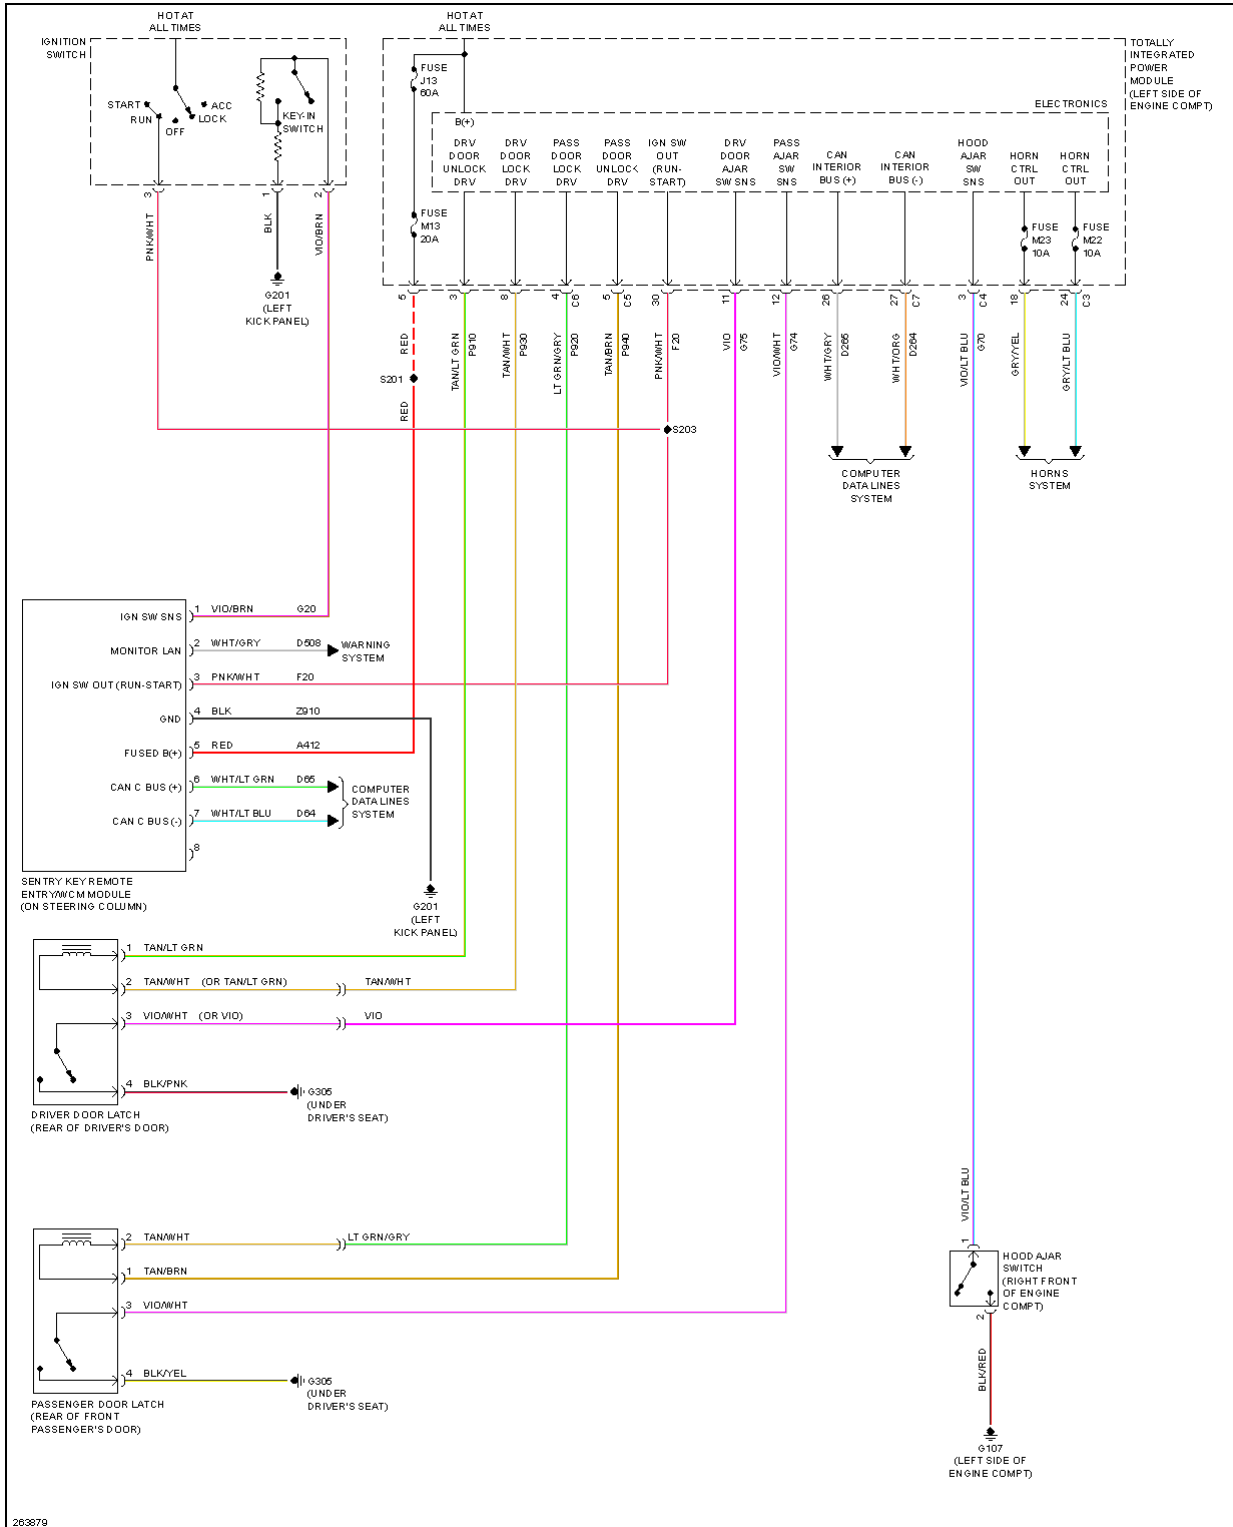 HOT AT
ALL TIMES
IGNITION
SWITCH
START
RUN
OFF
ACC
LOCK
KEY-IN
SWITCH
3
1
2
PNK/WHT
BLK
VIO/BRN
G201
(LEFT
KICK PANEL)
HOT AT
ALL TIMES
TOTALLY
INTEGRATED
POWER
MODULE
(LEFT SIDE OF
ENGINE COMPT)
FUSE
J13
60A
ELECTRONICS
B(+)
DRV
DOOR
UNLOCK
DRV
DRV
DOOR
LOCK
DRV
PASS
DOOR
LOCK
DRV
PASS
DOOR
UNLOCK
DRV
IGN SW
OUT
(RUN-
START)
DRV
DOOR
AJAR
SW SNS
PASS
AJAR
SW
SNS
CAN
INTERIOR
BUS (+)
CAN
INTERIOR
BUS (-)
HOOD
AJAR
SW
SNS
HORN
CTRL
OUT
HORN
CTRL
OUT
FUSE
M13
20A
FUSE
M23
10A
FUSE
M22
10A
5
3
8
4
C6
5
C5
30
11
12
26
27
C7
3
C4
18
24
C3
RED
TAN/LT GRN
P910
TAN/WHT
P930
LT GRN/GRY
P920
TAN/BRN
P940
PNK/WHT
F20
VIO
G75
VIO/WHT
G74
WHT/GRY
D265
WHT/ORG
D264
VIO/LT BLU
G70
GRY/YEL
GRY/LT BLU
S201
RED
S203
COMPUTER
DATA LINES
SYSTEM
HORNS
SYSTEM
IGN SW SNS
1 VIO/BRN G20
MONITOR LAN
2 WHT/GRY D508
WARNING
SYSTEM
IGN SW OUT (RUN-START)
3 PNK/WHT F20
GND
4 BLK Z910
FUSED B(+)
5 RED A412
CAN C BUS (+)
6 WHT/LT GRN D65
CAN C BUS (-)
7 WHT/LT BLU D64
COMPUTER
DATA LINES
SYSTEM
8
SENTRY KEY REMOTE
ENTRY/WCM MODULE
(ON STEERING COLUMN)
G201
(LEFT
KICK PANEL)
1 TAN/LT GRN
2 TAN/WHT (OR TAN/LT GRN) TAN/WHT
3 VIO/WHT (OR VIO) VIO
4 BLK/PNK
G305
(UNDER
DRIVER'S SEAT)
DRIVER DOOR LATCH
(REAR OF DRIVER'S DOOR)
2 TAN/WHT LT GRN/GRY
1 TAN/BRN
3 VIO/WHT
4 BLK/YEL
G305
(UNDER
DRIVER'S SEAT)
PASSENGER DOOR LATCH
(REAR OF FRONT
PASSENGER'S DOOR)
VIO/LT BLU
1
HOOD AJAR
SWITCH
(RIGHT FRONT
OF ENGINE
COMPT)
2
BLK/RED
G107
(LEFT SIDE OF
ENGINE COMPT)
263879